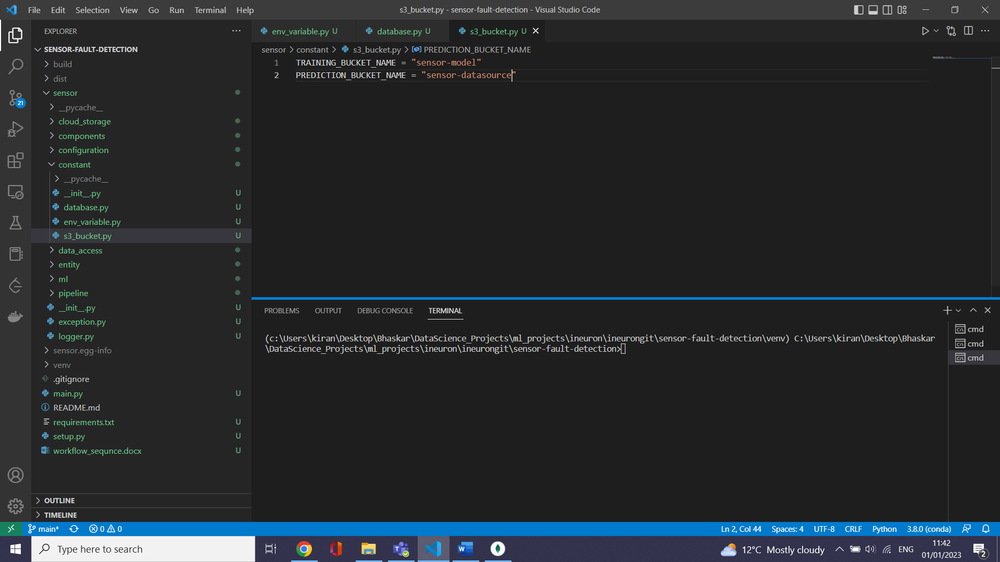 File Edit Selection View Go Run Terminal Help
s3_bucket.py - sensor-fault-detection - Visual Studio Code
EXPLORER
SENSOR-FAULT-DETECTION
build
dist
sensor
__pycache__
cloud_storage
components
configuration
constant
__pycache__
__init__.py U
database.py U
env_variable.py U
s3_bucket.py U
data_access
entity
ml
pipeline
__init__.py U
exception.py U
logger.py U
sensor.egg-info
venv
.gitignore
main.py U
README.md
requirements.txt U
setup.py U
workflow_sequnce.docx U
OUTLINE
TIMELINE
21
env_variable.py U database.py U s3_bucket.py U
sensor > constant > s3_bucket.py > PREDICTION_BUCKET_NAME
1 TRAINING_BUCKET_NAME = "sensor-model"
2 PREDICTION_BUCKET_NAME = "sensor-datasource"
PROBLEMS OUTPUT DEBUG CONSOLE TERMINAL
(c:\Users\kiran\Desktop\Bhaskar\DataScience_Projects\ml_projects\ineuron\ineurongit\sensor-fault-detection\venv) C:\Users\kiran\Desktop\Bhaskar
\DataScience_Projects\ml_projects\ineuron\ineurongit\sensor-fault-detection>
cmd
cmd
cmd
main* 0 0 Ln 2, Col 44 Spaces: 4 UTF-8 CRLF Python 3.8.0 (conda)
Type here to search
12°C Mostly cloudy
ENG
11:42
01/01/2023
2